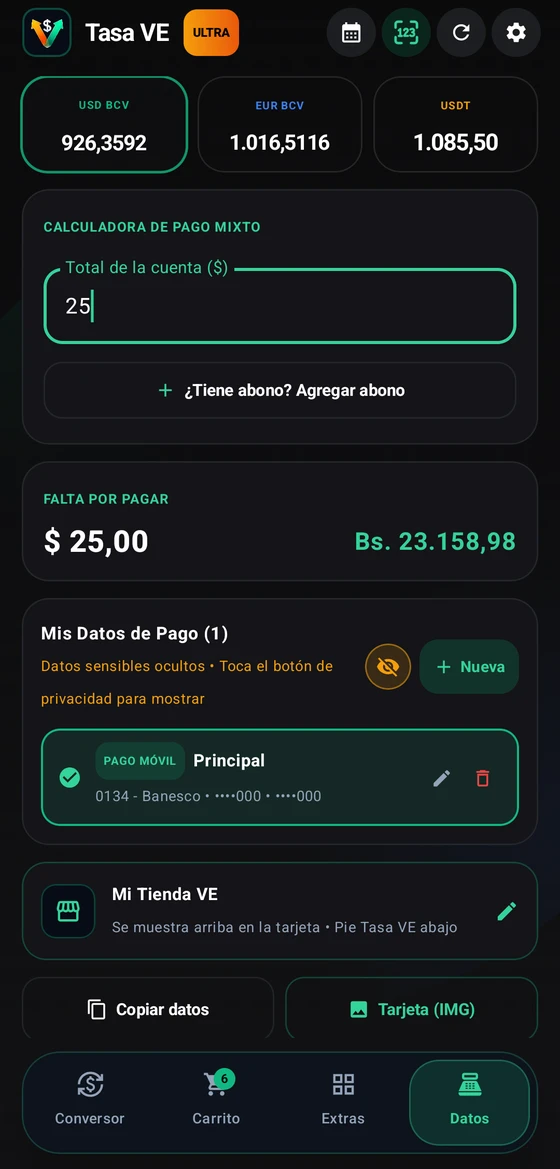 $
Tasa VE
ULTRA
123
USD BCV
926,3592
EUR BCV
1.016,5116
USDT
1.085,50
CALCULADORA DE PAGO MIXTO
Total de la cuenta ($)
25
+ ¿Tiene abono? Agregar abono
FALTA POR PAGAR
$ 25,00
Bs. 23.158,98
Mis Datos de Pago (1)
Datos sensibles ocultos • Toca el botón de
privacidad para mostrar
+ Nueva
PAGO MÓVIL Principal
0134 - Banesco • ••••000 • ••••000
Mi Tienda VE
Se muestra arriba en la tarjeta • Pie Tasa VE abajo
Copiar datos
Tarjeta (IMG)
$
Conversor
6
Carrito
Extras
Datos